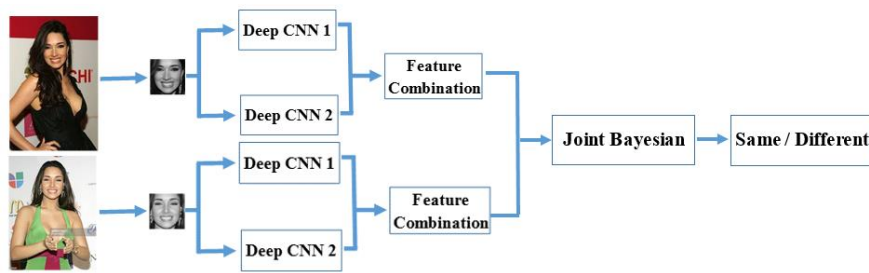 Deep CNN 1
Deep CNN 2
Feature
Combination
Deep CNN 1
Deep CNN 2
Feature
Combination
Joint Bayesian
Same / Different
CHI